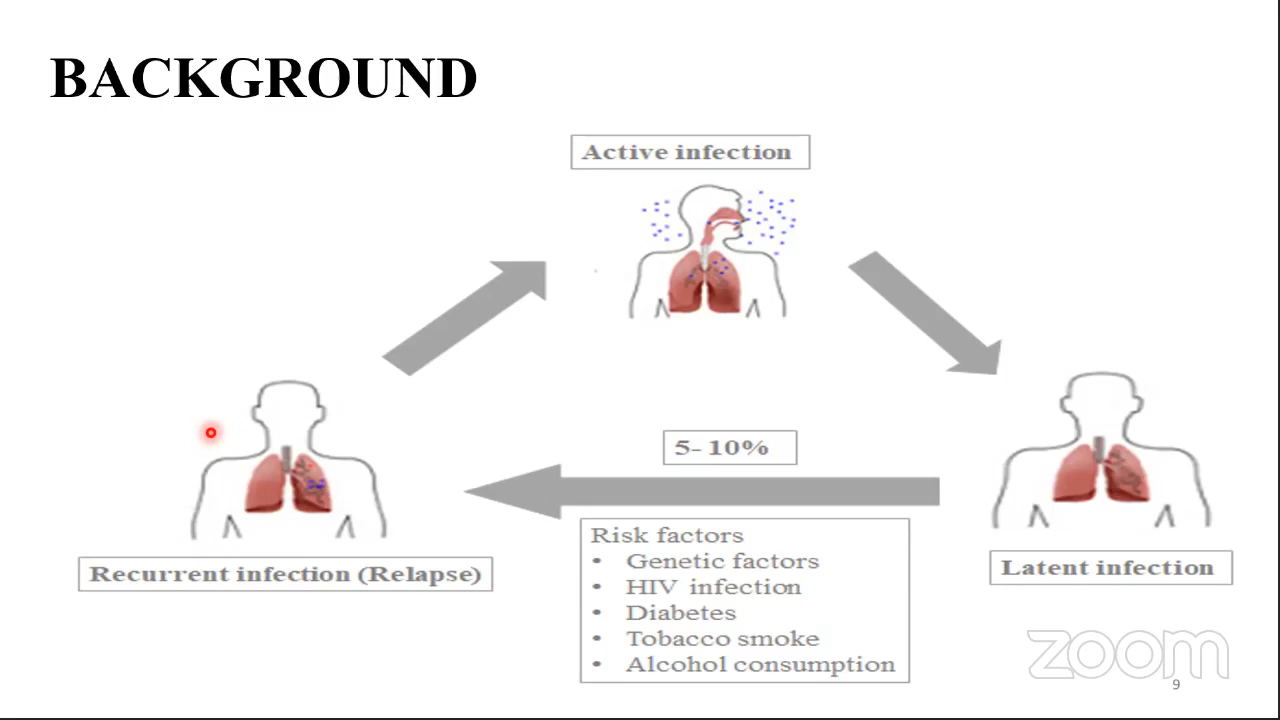 BACKGROUND
Active infection
5- 10%
Risk factors
• Genetic factors
• HIV infection
• Diabetes
• Tobacco smoke
• Alcohol consumption
Recurrent infection (Relapse)
Latent infection
zoom
9